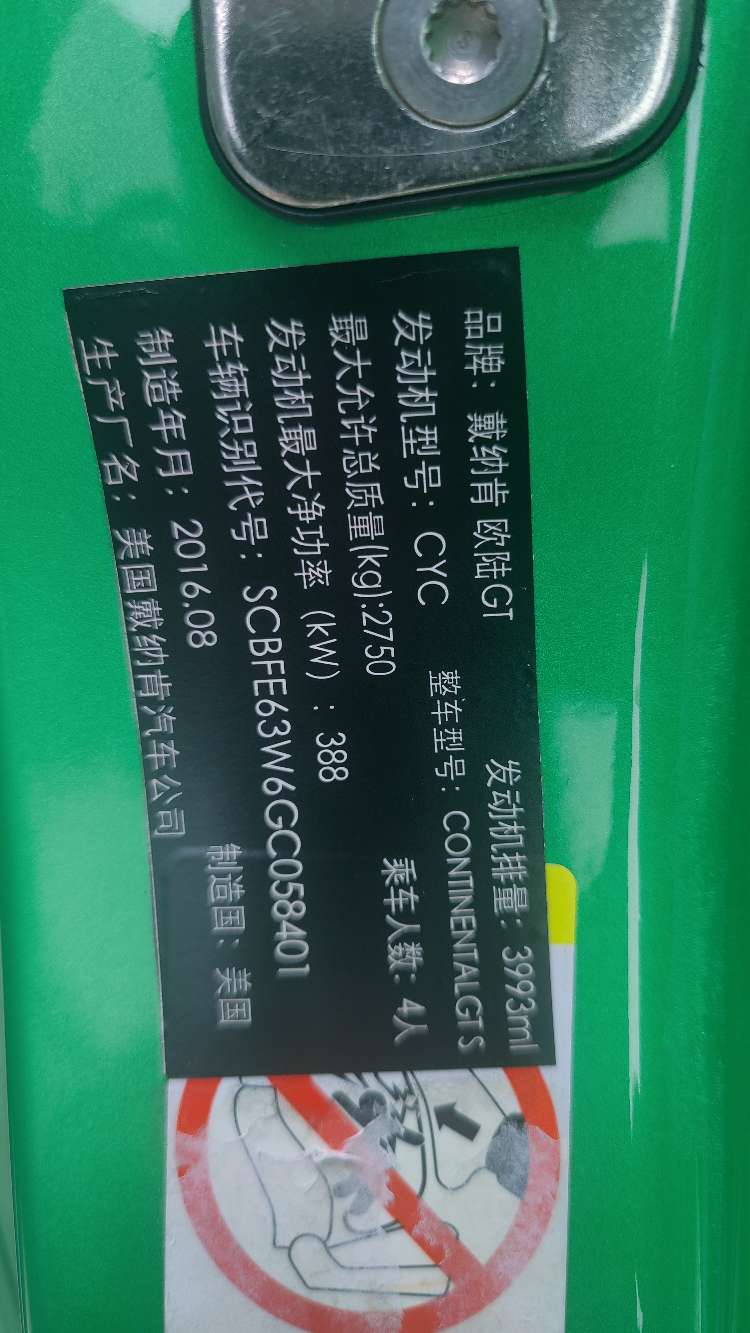 品牌：戴纳肯 欧陆GT 发动机排量：3993ml
发动机型号：CYC 整车型号：CONTINENTALGT S
最大允许总质量(kg):2750 乘车人数：4人
发动机最大净功率（kW）：388
车辆识别代号：SCBFE63W6GC058401
制造年月：2016.08 制造国：美国
生产厂名：美国戴纳肯汽车公司